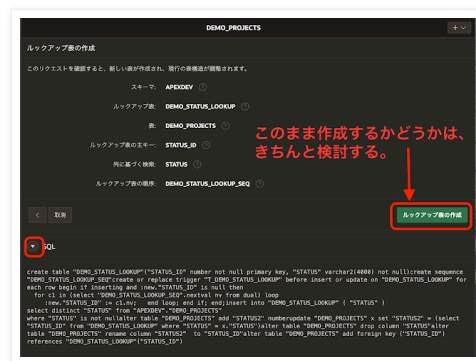 DEMO_PROJECTS
ルックアップ表の作成
このリクエストを確認すると、新しい表が作成され、現行の表構造が調整されます。
スキーマ: APEXDEV
ルックアップ表: DEMO_STATUS_LOOKUP
表: DEMO_PROJECTS
ルックアップ表の主キー: STATUS_ID
列に基づく検索: STATUS
ルックアップ表の順序: DEMO_STATUS_LOOKUP_SEQ
このまま作成するかどうかは、
きちんと検討する。
取消
ルックアップ表の作成
SQL
create table "DEMO_STATUS_LOOKUP"("STATUS_ID" number not null primary key, "STATUS" varchar2(4000) not null)create sequence
"DEMO_STATUS_LOOKUP_SEQ"create or replace trigger "T_DEMO_STATUS_LOOKUP" before insert or update on "DEMO_STATUS_LOOKUP" for
each row begin if inserting and :new."STATUS_ID" is null then
for c1 in (select "DEMO_STATUS_LOOKUP_SEQ".nextval nv from dual) loop
:new."STATUS_ID" := c1.nv; end loop; end if; end;insert into "DEMO_STATUS_LOOKUP" ( "STATUS" )
select distinct "STATUS" from "APEXDEV"."DEMO_PROJECTS"
where "STATUS" is not nullalter table "DEMO_PROJECTS" add "STATUS2" numberupdate "DEMO_PROJECTS" x set "STATUS2" = (select
"STATUS_ID" from "DEMO_STATUS_LOOKUP" where "STATUS" = x."STATUS")alter table "DEMO_PROJECTS" drop column "STATUS"alter
table "DEMO_PROJECTS" rename column "STATUS2" to "STATUS_ID"alter table "DEMO_PROJECTS" add foreign key ("STATUS_ID")
references "DEMO_STATUS_LOOKUP"("STATUS_ID")